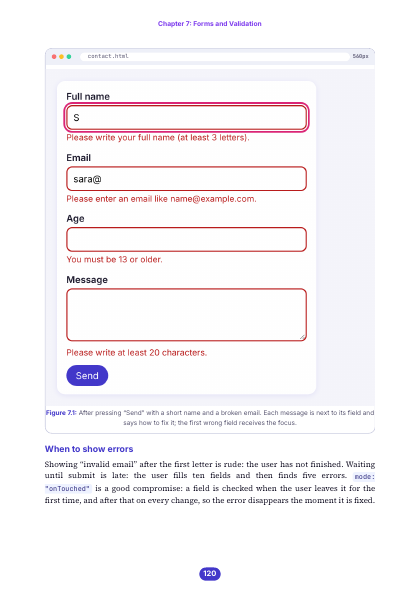 Chapter 7: Forms and Validation
contact.html
560px
Full name
S
Please write your full name (at least 3 letters).
Email
sara@
Please enter an email like name@example.com.
Age
You must be 13 or older.
Message
Please write at least 20 characters.
Send
Figure 7.1: After pressing "Send" with a short name and a broken email. Each message is next to its field and
says how to fix it; the first wrong field receives the focus.
When to show errors
Showing “invalid email” after the first letter is rude: the user has not finished. Waiting
until submit is late: the user fills ten fields and then finds five errors. mode:
"onTouched" is a good compromise: a field is checked when the user leaves it for the
first time, and after that on every change, so the error disappears the moment it is fixed.
120